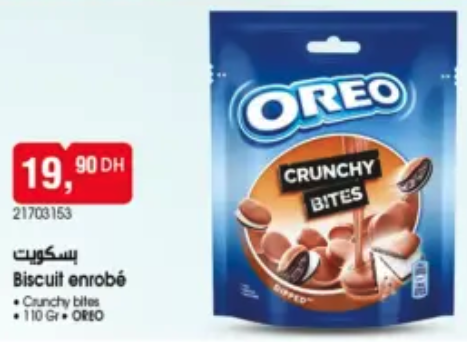 19,90 DH
21703153
بسكويت
Biscuit enrobé
• Crunchy bites
• 110 Gr • OREO
OREO
CRUNCHY
BITES
DIPPED